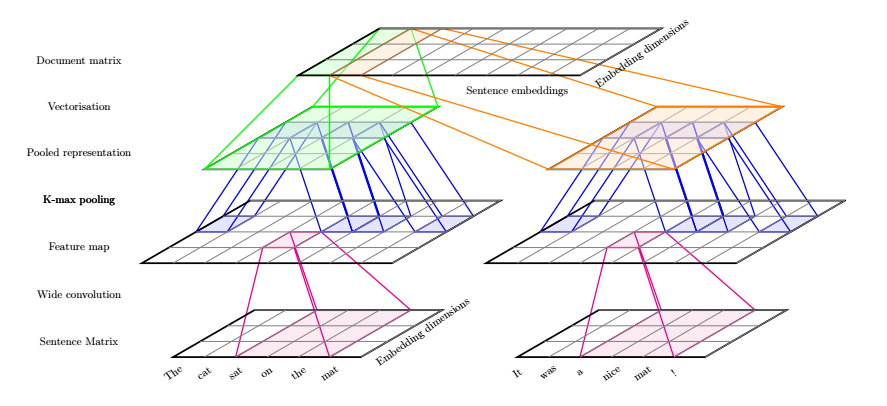 Document matrix
Embedding dimensions
Sentence embeddings
Vectorisation
Pooled representation
K-max pooling
Feature map
Wide convolution
Sentence Matrix
Embedding dimensions
The cat sat on the mat
It was a nice mat !